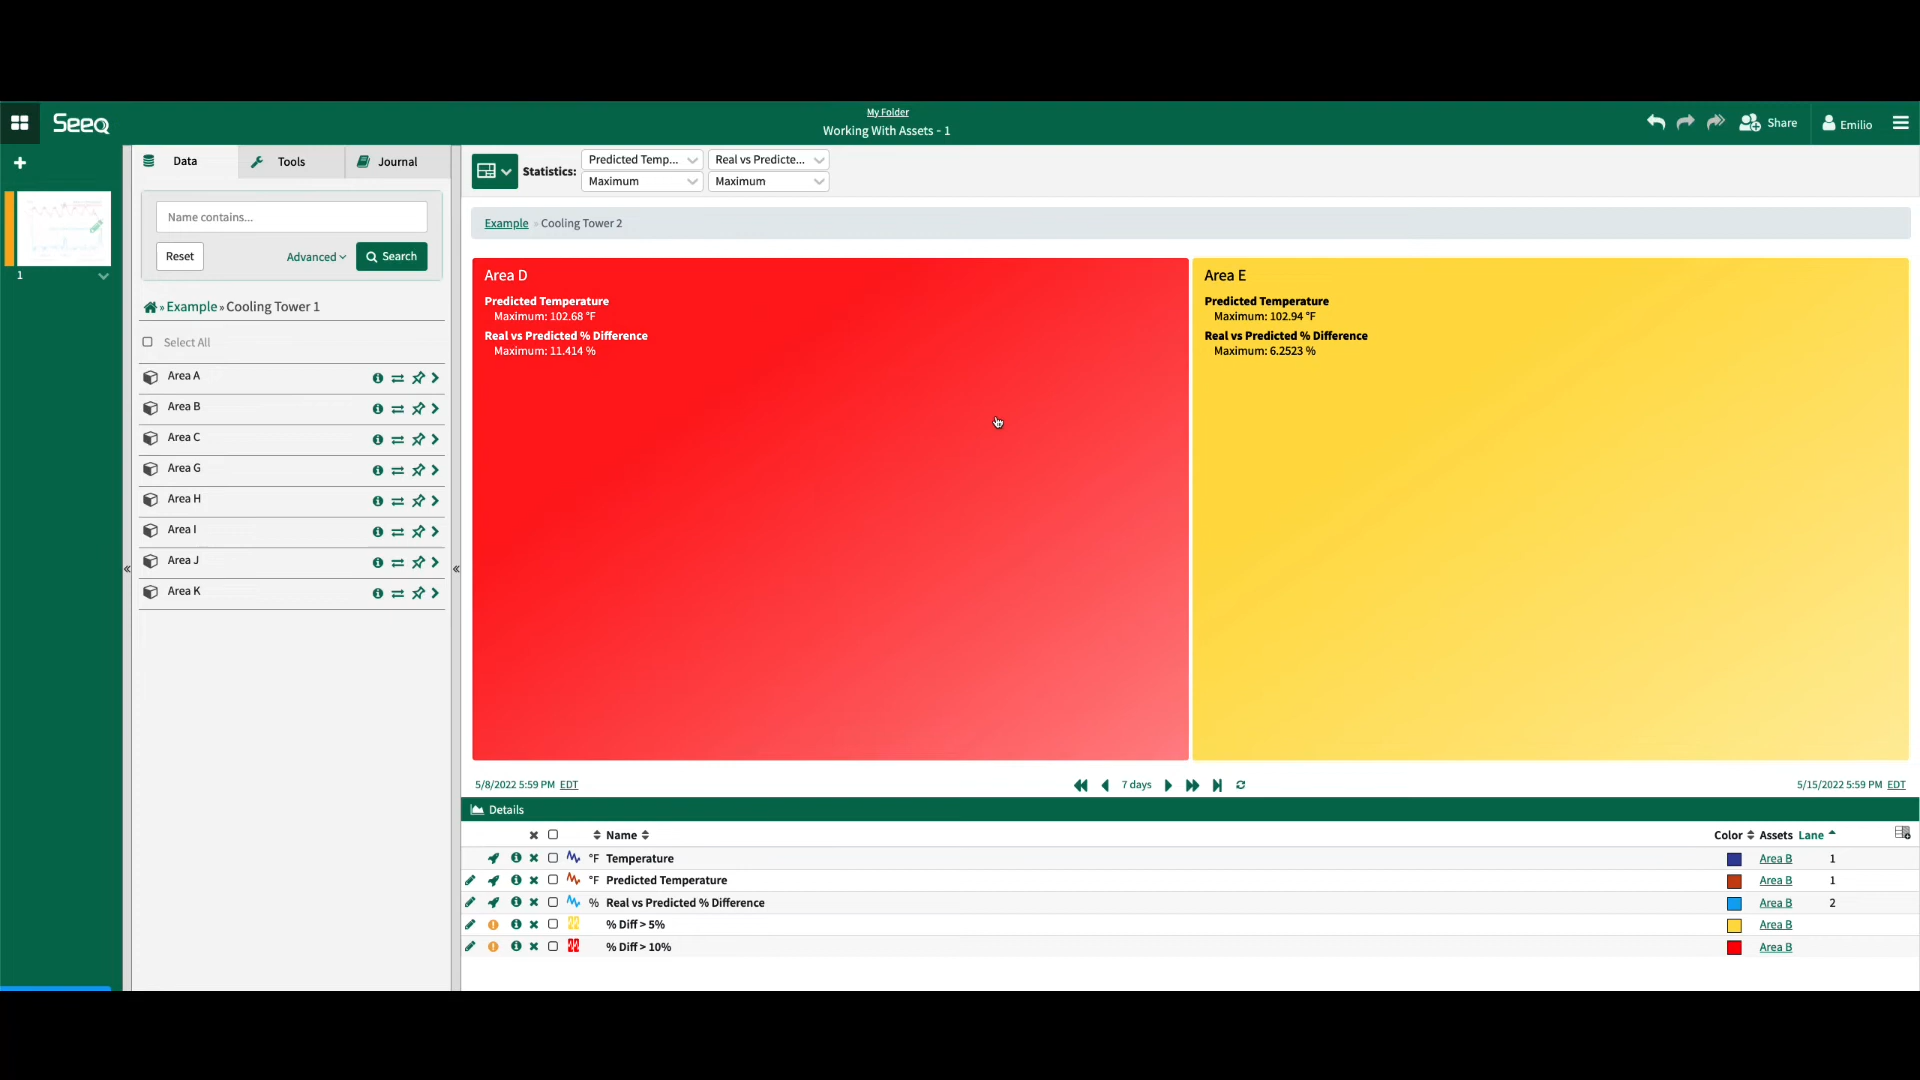 My Folder
Seeq
Working With Assets - 1
Share
Emilio
Data
Tools
Journal
Statistics:
Predicted Temp...
Real vs Predicte...
Maximum
Maximum
Name contains...
Reset
Advanced
Search
Example » Cooling Tower 2
» Example » Cooling Tower 1
Select All
Area A
Area B
Area C
Area G
Area H
Area I
Area J
Area K
1
Area D
Predicted Temperature
Maximum: 102.68 °F
Real vs Predicted % Difference
Maximum: 11.414 %
Area E
Predicted Temperature
Maximum: 102.94 °F
Real vs Predicted % Difference
Maximum: 6.2523 %
5/8/2022 5:59 PM EDT
7 days
5/15/2022 5:59 PM EDT
Details
Name
Color
Assets
Lane
°F Temperature Area B 1
°F Predicted Temperature Area B 1
% Real vs Predicted % Difference Area B 2
% Diff > 5% Area B
% Diff > 10% Area B